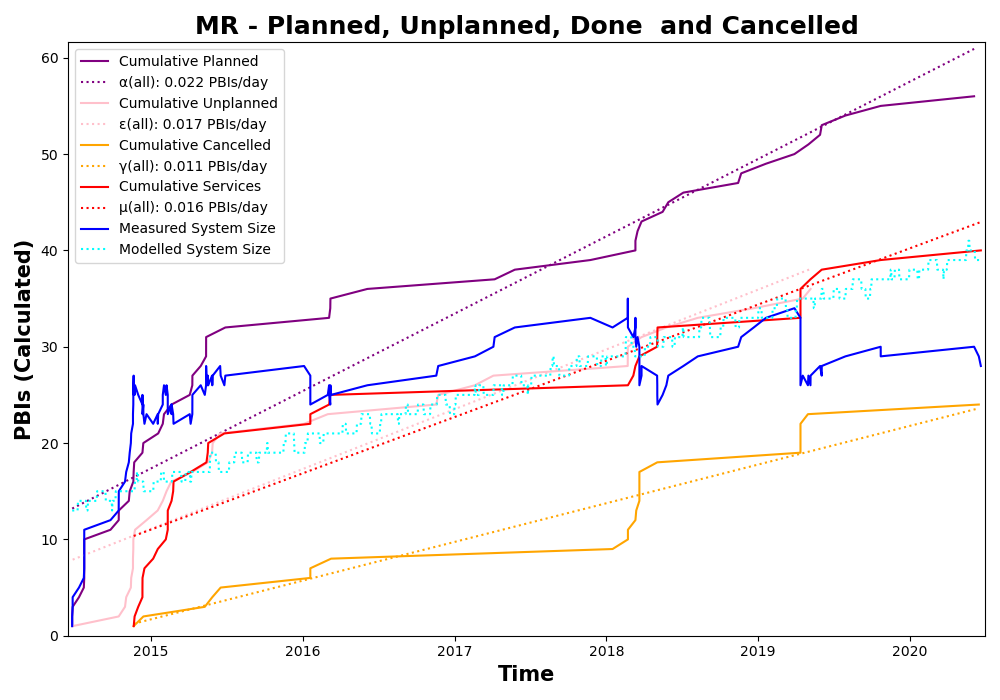 MR - Planned, Unplanned, Done  and Cancelled
Cumulative Planned
α(all): 0.022 PBIs/day
Cumulative Unplanned
ε(all): 0.017 PBIs/day
Cumulative Cancelled
γ(all): 0.011 PBIs/day
Cumulative Services
μ(all): 0.016 PBIs/day
Measured System Size
Modelled System Size
PBIs (Calculated)
60
50
40
30
20
10
0
2015
2016
2017
2018
2019
2020
Time